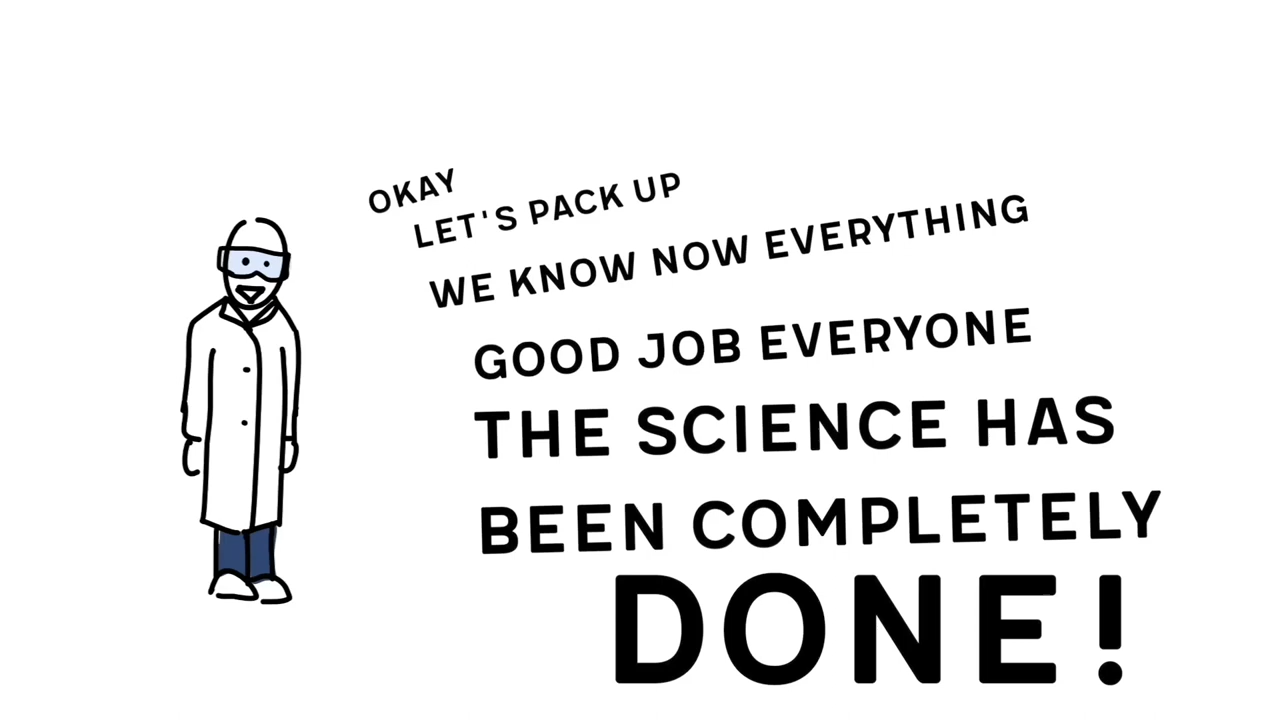 OKAY
LET'S PACK UP
WE KNOW NOW EVERYTHING
GOOD JOB EVERYONE
THE SCIENCE HAS
BEEN COMPLETELY
DONE!